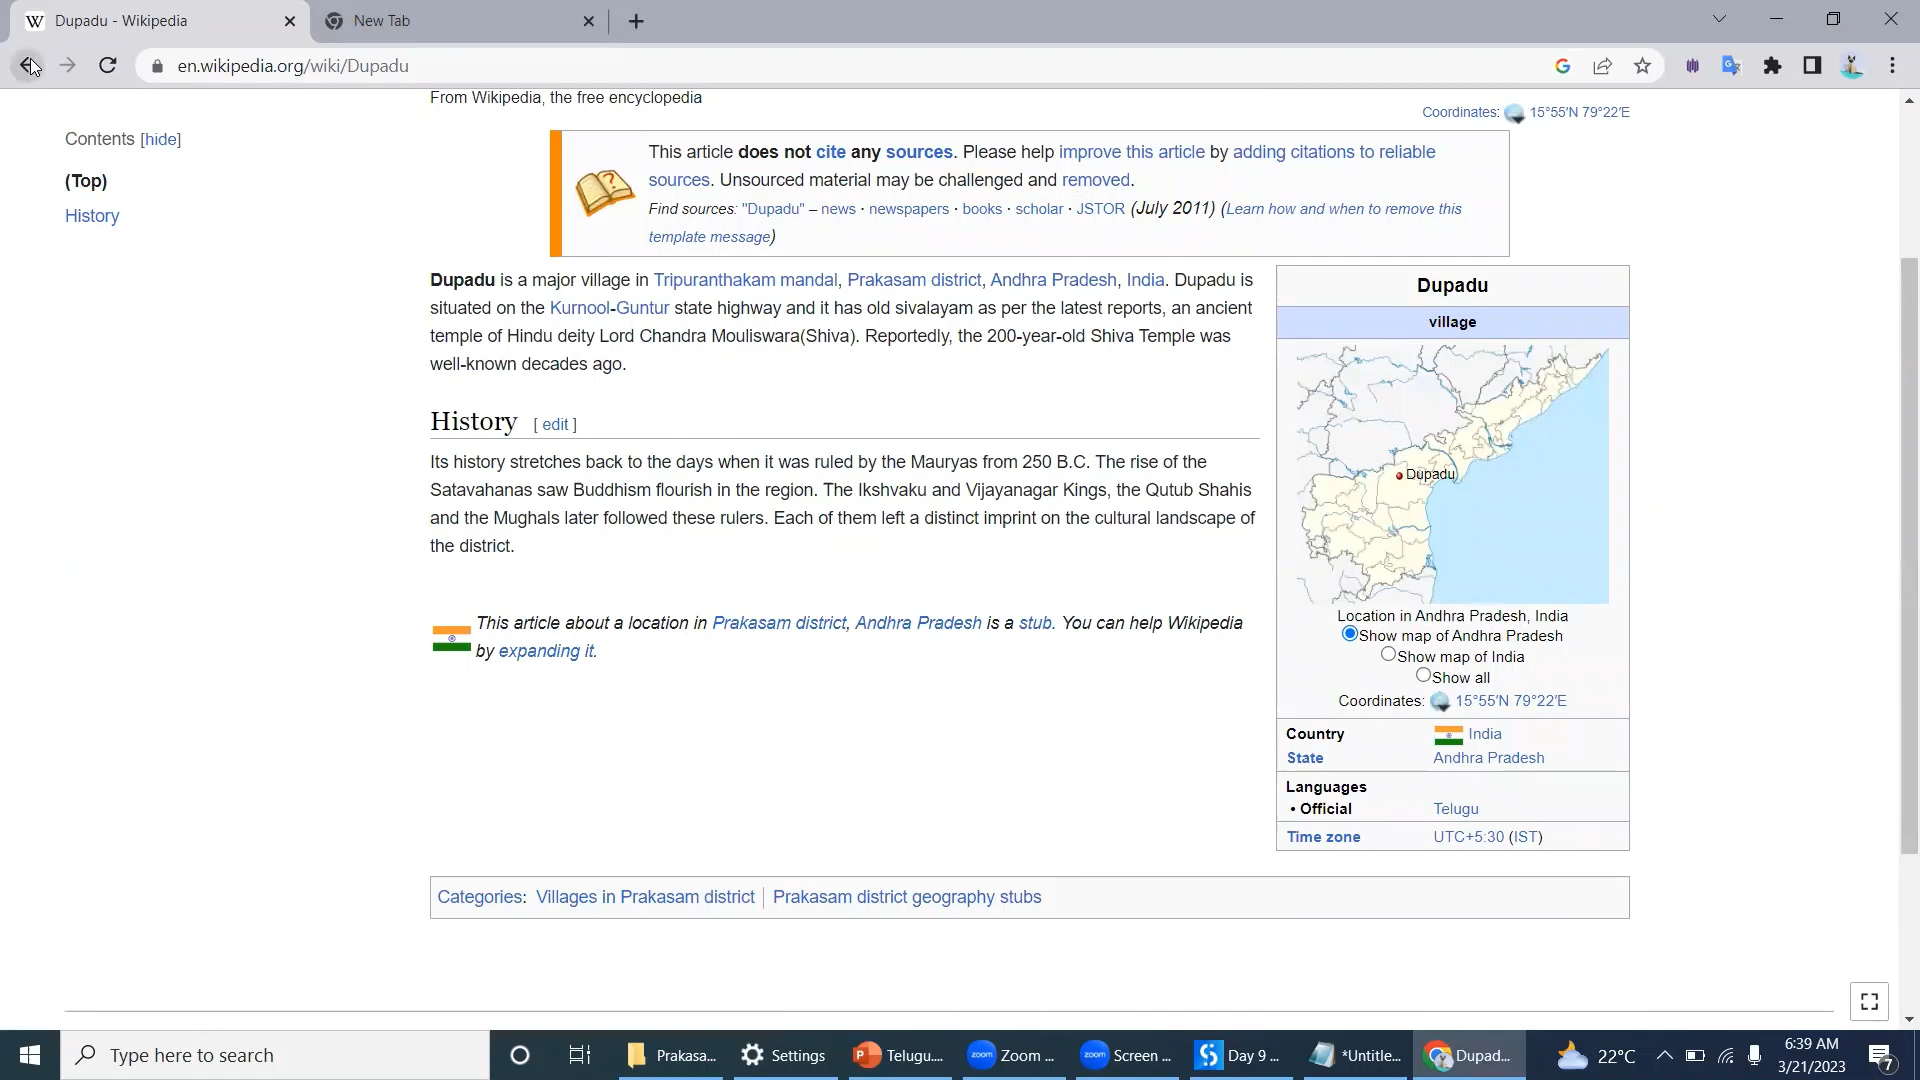 Dupadu - Wikipedia
New Tab
en.wikipedia.org/wiki/Dupadu
From Wikipedia, the free encyclopedia
Coordinates: 15°55′N 79°22′E
Contents [hide]
(Top)
History
This article does not cite any sources. Please help improve this article by adding citations to reliable
sources. Unsourced material may be challenged and removed.
Find sources: "Dupadu" – news · newspapers · books · scholar · JSTOR (July 2011) (Learn how and when to remove this
template message)
Dupadu is a major village in Tripuranthakam mandal, Prakasam district, Andhra Pradesh, India. Dupadu is
situated on the Kurnool-Guntur state highway and it has old sivalayam as per the latest reports, an ancient
temple of Hindu deity Lord Chandra Mouliswara(Shiva). Reportedly, the 200-year-old Shiva Temple was
well-known decades ago.
History [ edit ]
Its history stretches back to the days when it was ruled by the Mauryas from 250 B.C. The rise of the
Satavahanas saw Buddhism flourish in the region. The Ikshvaku and Vijayanagar Kings, the Qutub Shahis
and the Mughals later followed these rulers. Each of them left a distinct imprint on the cultural landscape of
the district.
This article about a location in Prakasam district, Andhra Pradesh is a stub. You can help Wikipedia
by expanding it.
Dupadu
village
Dupadu
Location in Andhra Pradesh, India
Show map of Andhra Pradesh
Show map of India
Show all
Coordinates: 15°55′N 79°22′E
Country India
State Andhra Pradesh
Languages
• Official Telugu
Time zone UTC+5:30 (IST)
Categories: Villages in Prakasam district | Prakasam district geography stubs
Type here to search
Prakasa...
Settings
Telugu....
Zoom ...
Screen ...
Day 9 ...
*Untitle...
Dupad...
22°C
6:39 AM
3/21/2023
7